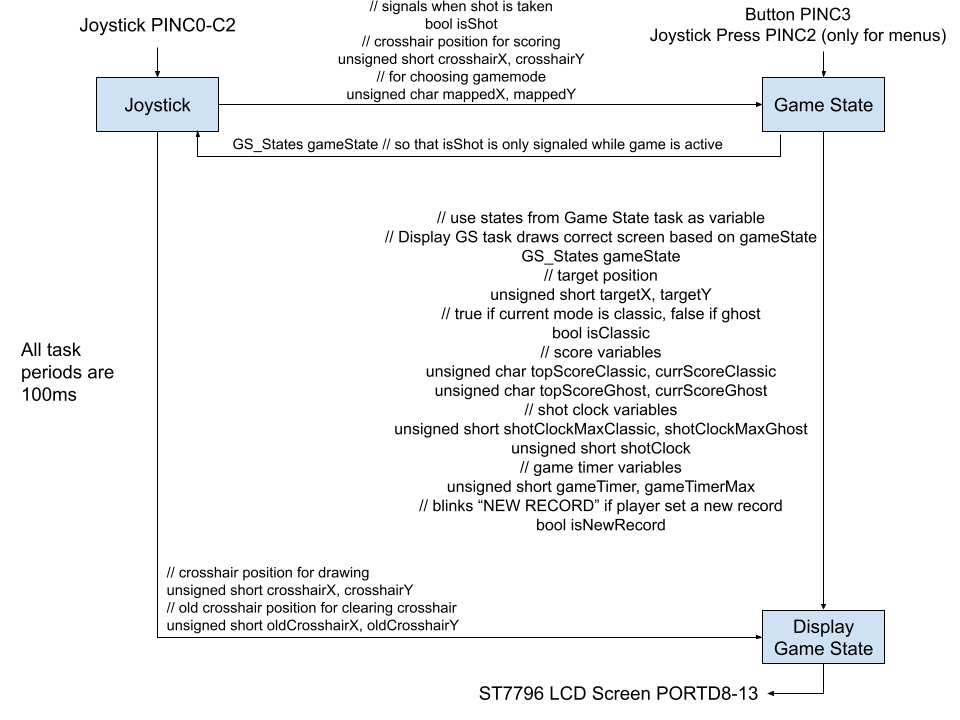 // signals when shot is taken
bool isShot
// crosshair position for scoring
unsigned short crosshairX, crosshairY
// for choosing gamemode
unsigned char mappedX, mappedY
Joystick PINC0-C2
Button PINC3
Joystick Press PINC2 (only for menus)
Joystick
Game State
GS_States gameState // so that isShot is only signaled while game is active
// use states from Game State task as variable
// Display GS task draws correct screen based on gameState
GS_States gameState
// target position
unsigned short targetX, targetY
// true if current mode is classic, false if ghost
bool isClassic
// score variables
unsigned char topScoreClassic, currScoreClassic
unsigned char topScoreGhost, currScoreGhost
// shot clock variables
unsigned short shotClockMaxClassic, shotClockMaxGhost
unsigned short shotClock
// game timer variables
unsigned short gameTimer, gameTimerMax
// blinks “NEW RECORD” if player set a new record
bool isNewRecord
All task
periods are
100ms
// crosshair position for drawing
unsigned short crosshairX, crosshairY
// old crosshair position for clearing crosshair
unsigned short oldCrosshairX, oldCrosshairY
Display
Game State
ST7796 LCD Screen PORTD8-13